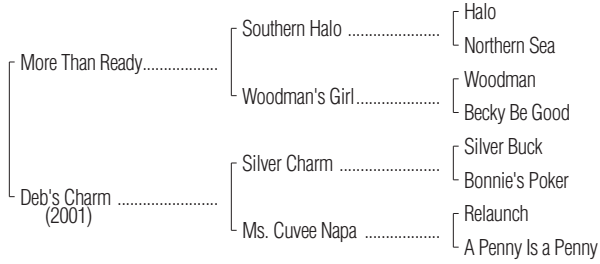 Halo
Southern Halo ....................
Northern Sea
More Than Ready................
Woodman
Woodman's Girl..................
Becky Be Good
Silver Buck
Silver Charm .....................
Bonnie's Poker
Deb's Charm .....................
(2001)
Relaunch
Ms. Cuvee Napa ................
A Penny Is a Penny